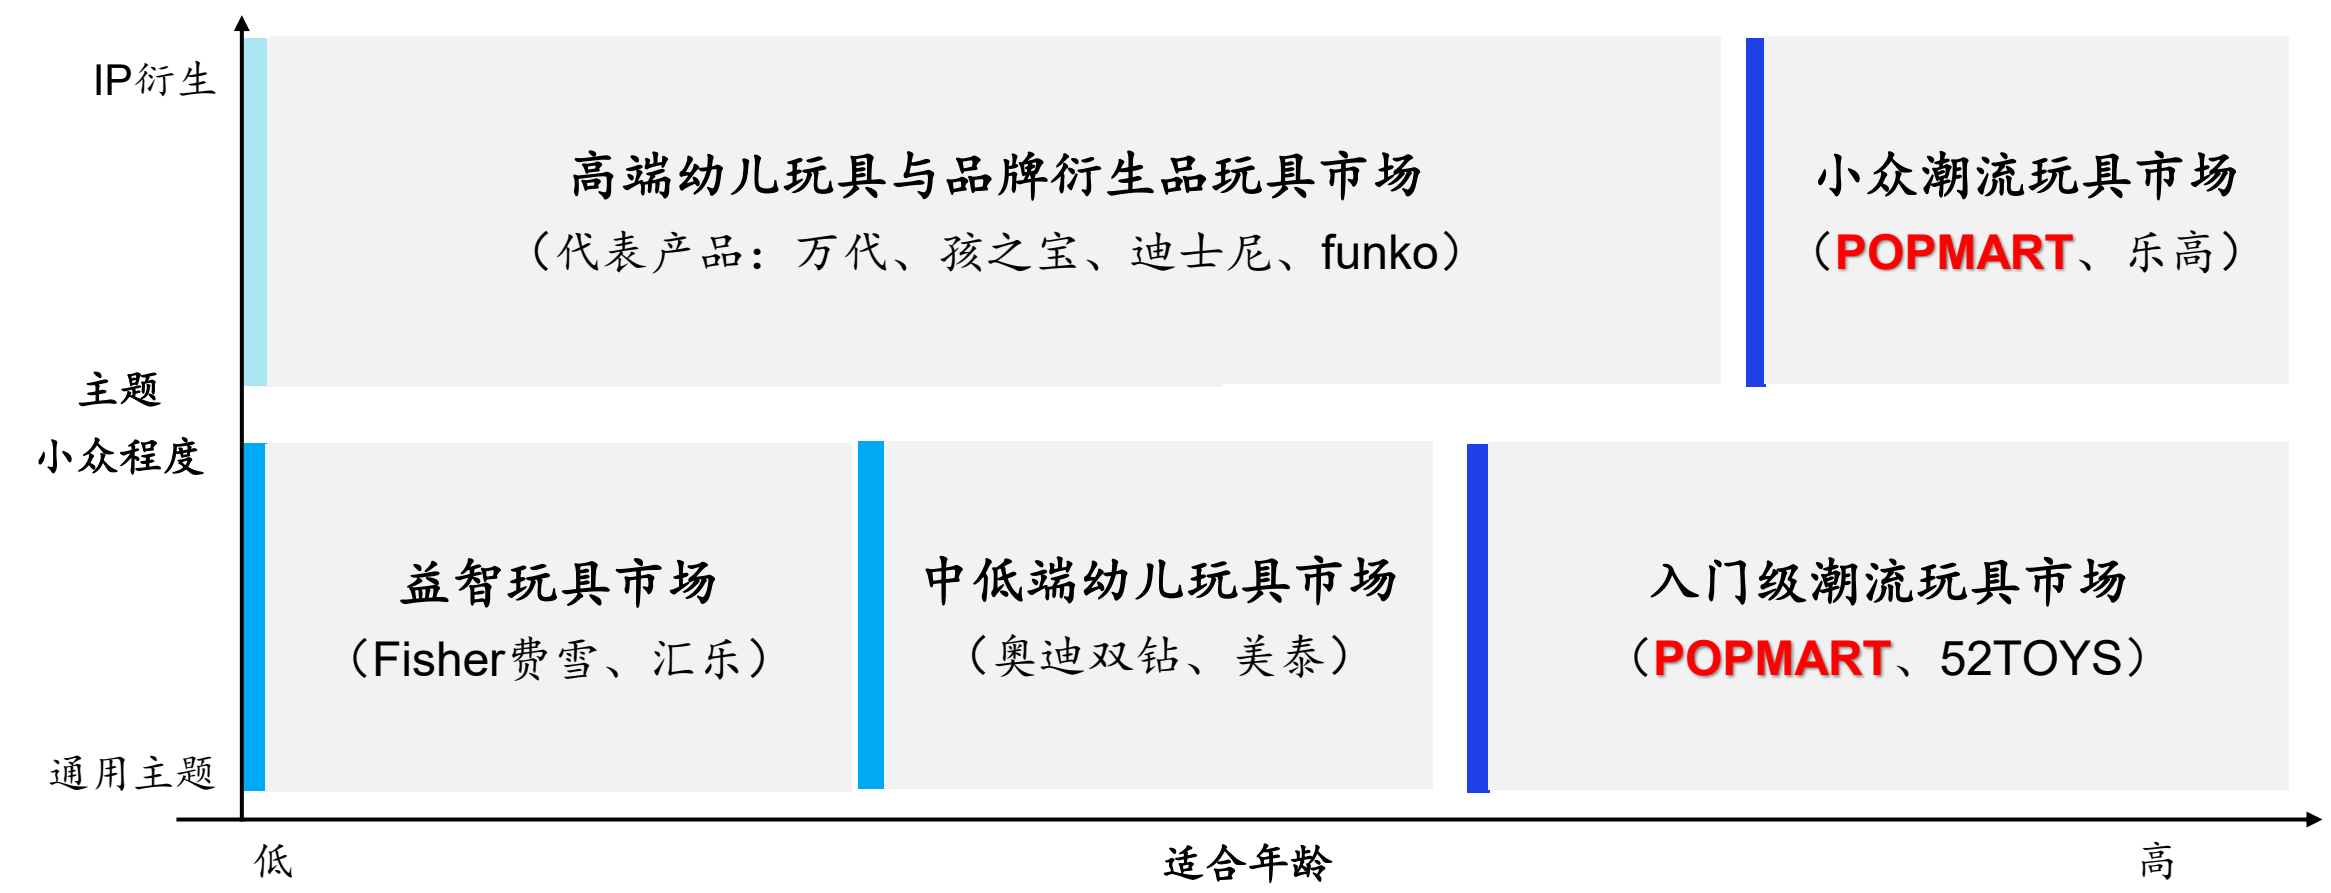 IP衍生
高端幼儿玩具与品牌衍生品玩具市场
（代表产品：万代、孩之宝、迪士尼、funko）
小众潮流玩具市场
（POPMART、乐高）
主题
小众程度
益智玩具市场
（Fisher费雪、汇乐）
中低端幼儿玩具市场
（奥迪双钻、美泰）
入门级潮流玩具市场
（POPMART、52TOYS）
通用主题
低
适合年龄
高